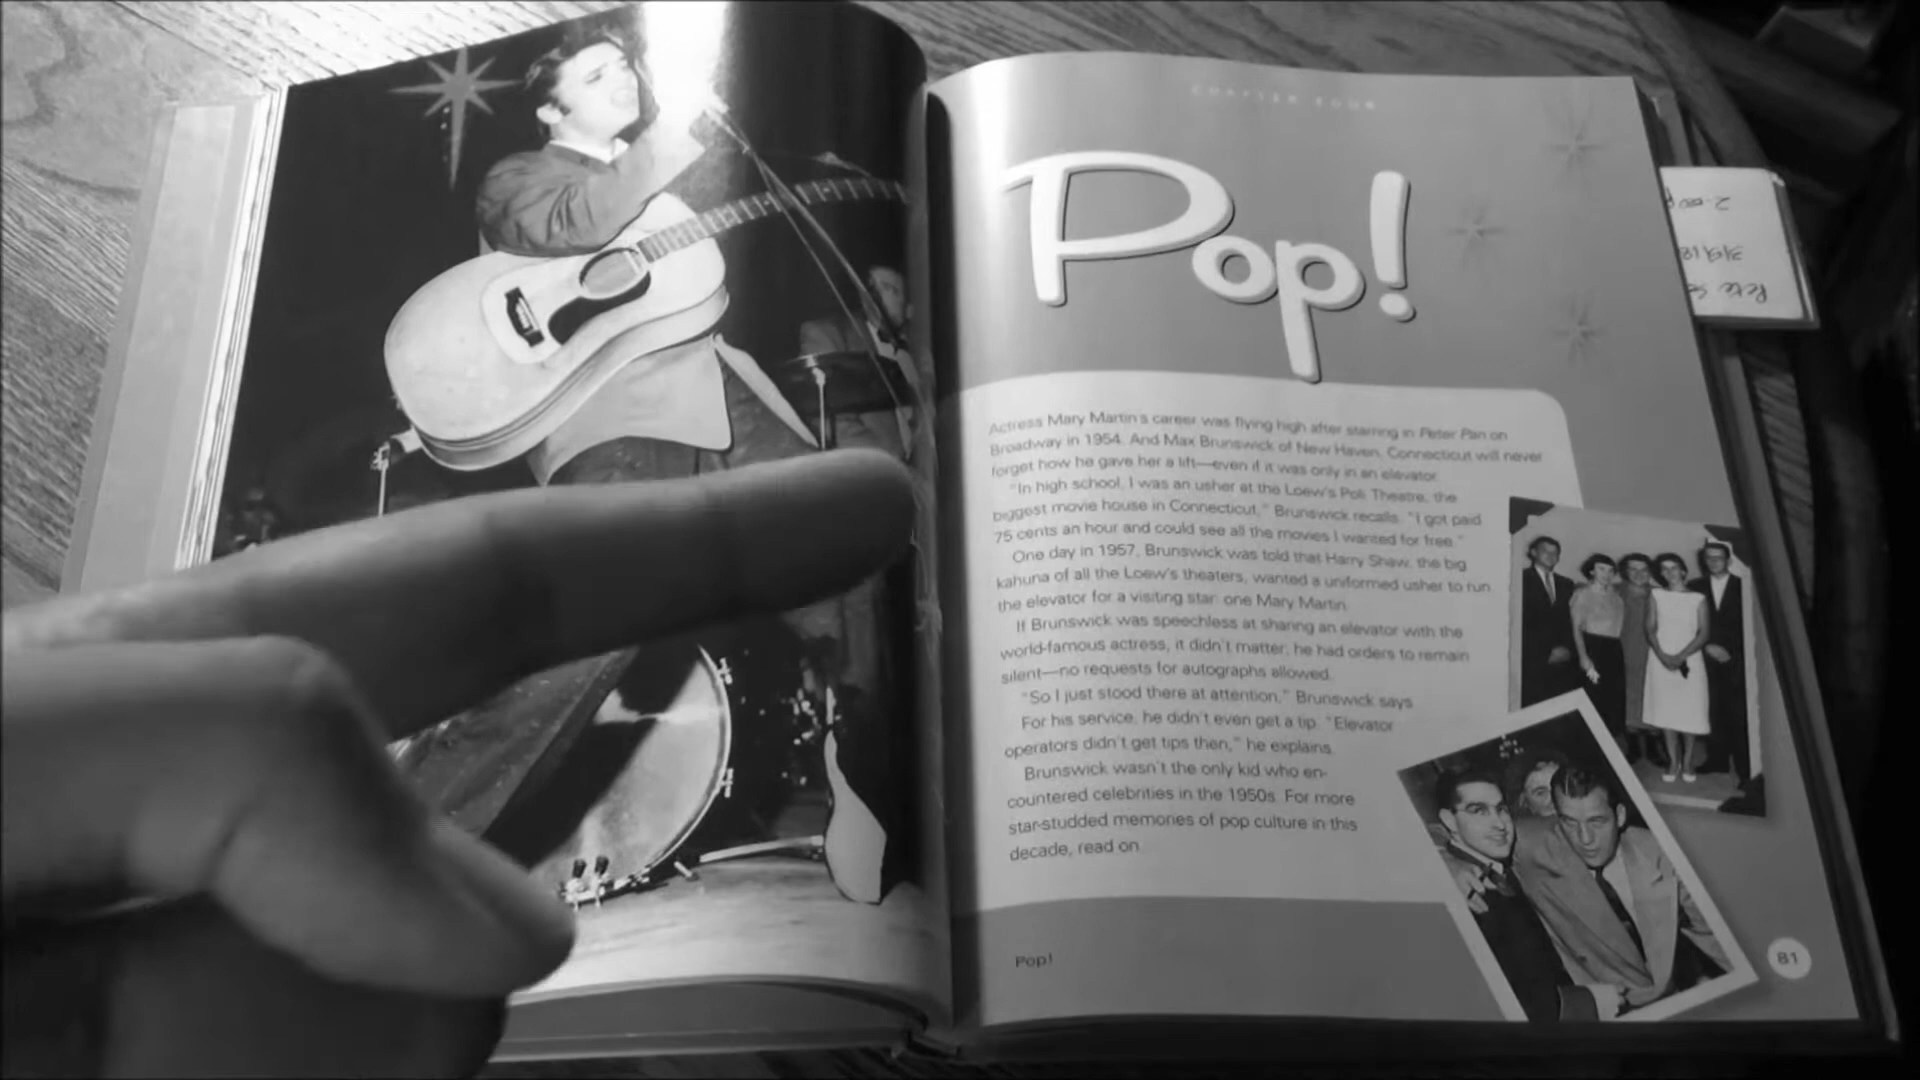 CHAPTER FOUR
Pop!
Actress Mary Martin's career was flying high after starring in Peter Pan on
Broadway in 1954. And Max Brunswick of New Haven, Connecticut will never
forget how he gave her a lift—even if it was only in an elevator.
"In high school, I was an usher at the Loew's Poli Theatre, the
biggest movie house in Connecticut," Brunswick recalls. "I got paid
75 cents an hour and could see all the movies I wanted for free."
One day in 1957, Brunswick was told that Harry Shaw, the big
kahuna of all the Loew's theaters, wanted a uniformed usher to run
the elevator for a visiting star: one Mary Martin.
If Brunswick was speechless at sharing an elevator with the
world-famous actress, it didn't matter; he had orders to remain
silent—no requests for autographs allowed.
"So I just stood there at attention," Brunswick says.
For his service, he didn't even get a tip. "Elevator
operators didn't get tips then," he explains.
Brunswick wasn't the only kid who en-
countered celebrities in the 1950s. For more
star-studded memories of pop culture in this
decade, read on.
Pop!
81
Pete